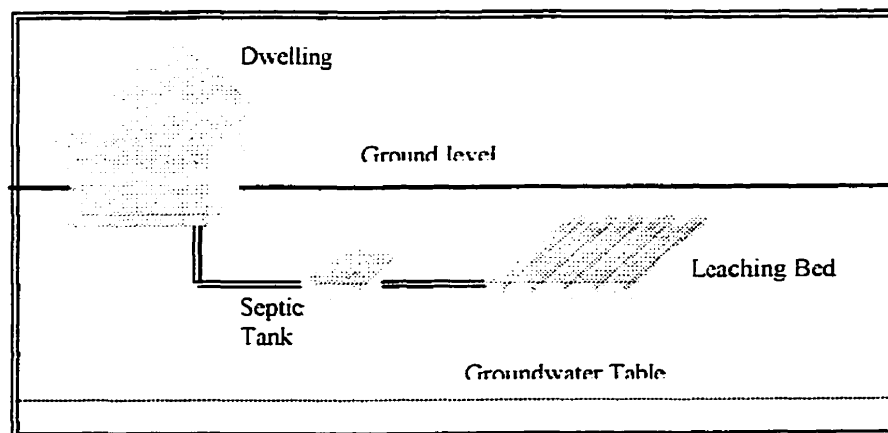 Dwelling
Ground level
Leaching Bed
Septic
Tank
Groundwater Table